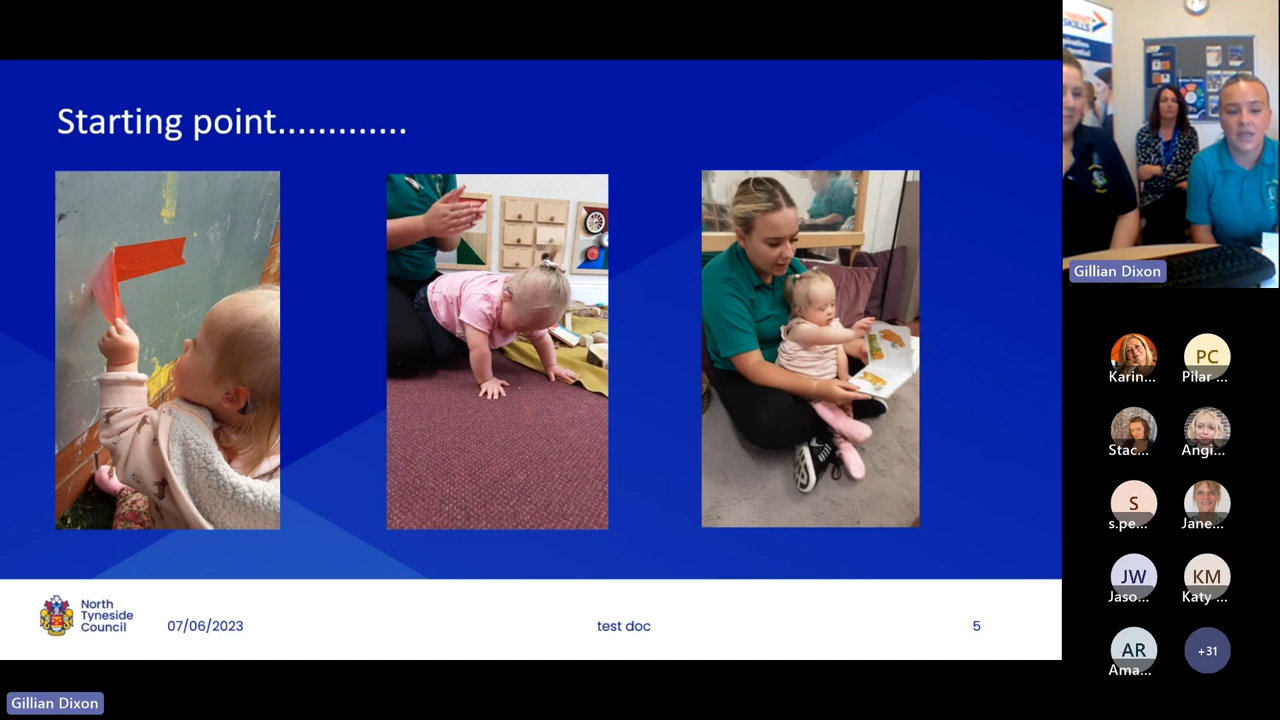 Starting point.............
North
Tyneside
Council
07/06/2023
test doc
5
SKILLS
Gillian Dixon
Karin...
PC
Pilar ...
Stac...
Angi...
S
s.pe...
Jane...
JW
Jaso...
KM
Katy ...
AR
Ama...
+31
Gillian Dixon